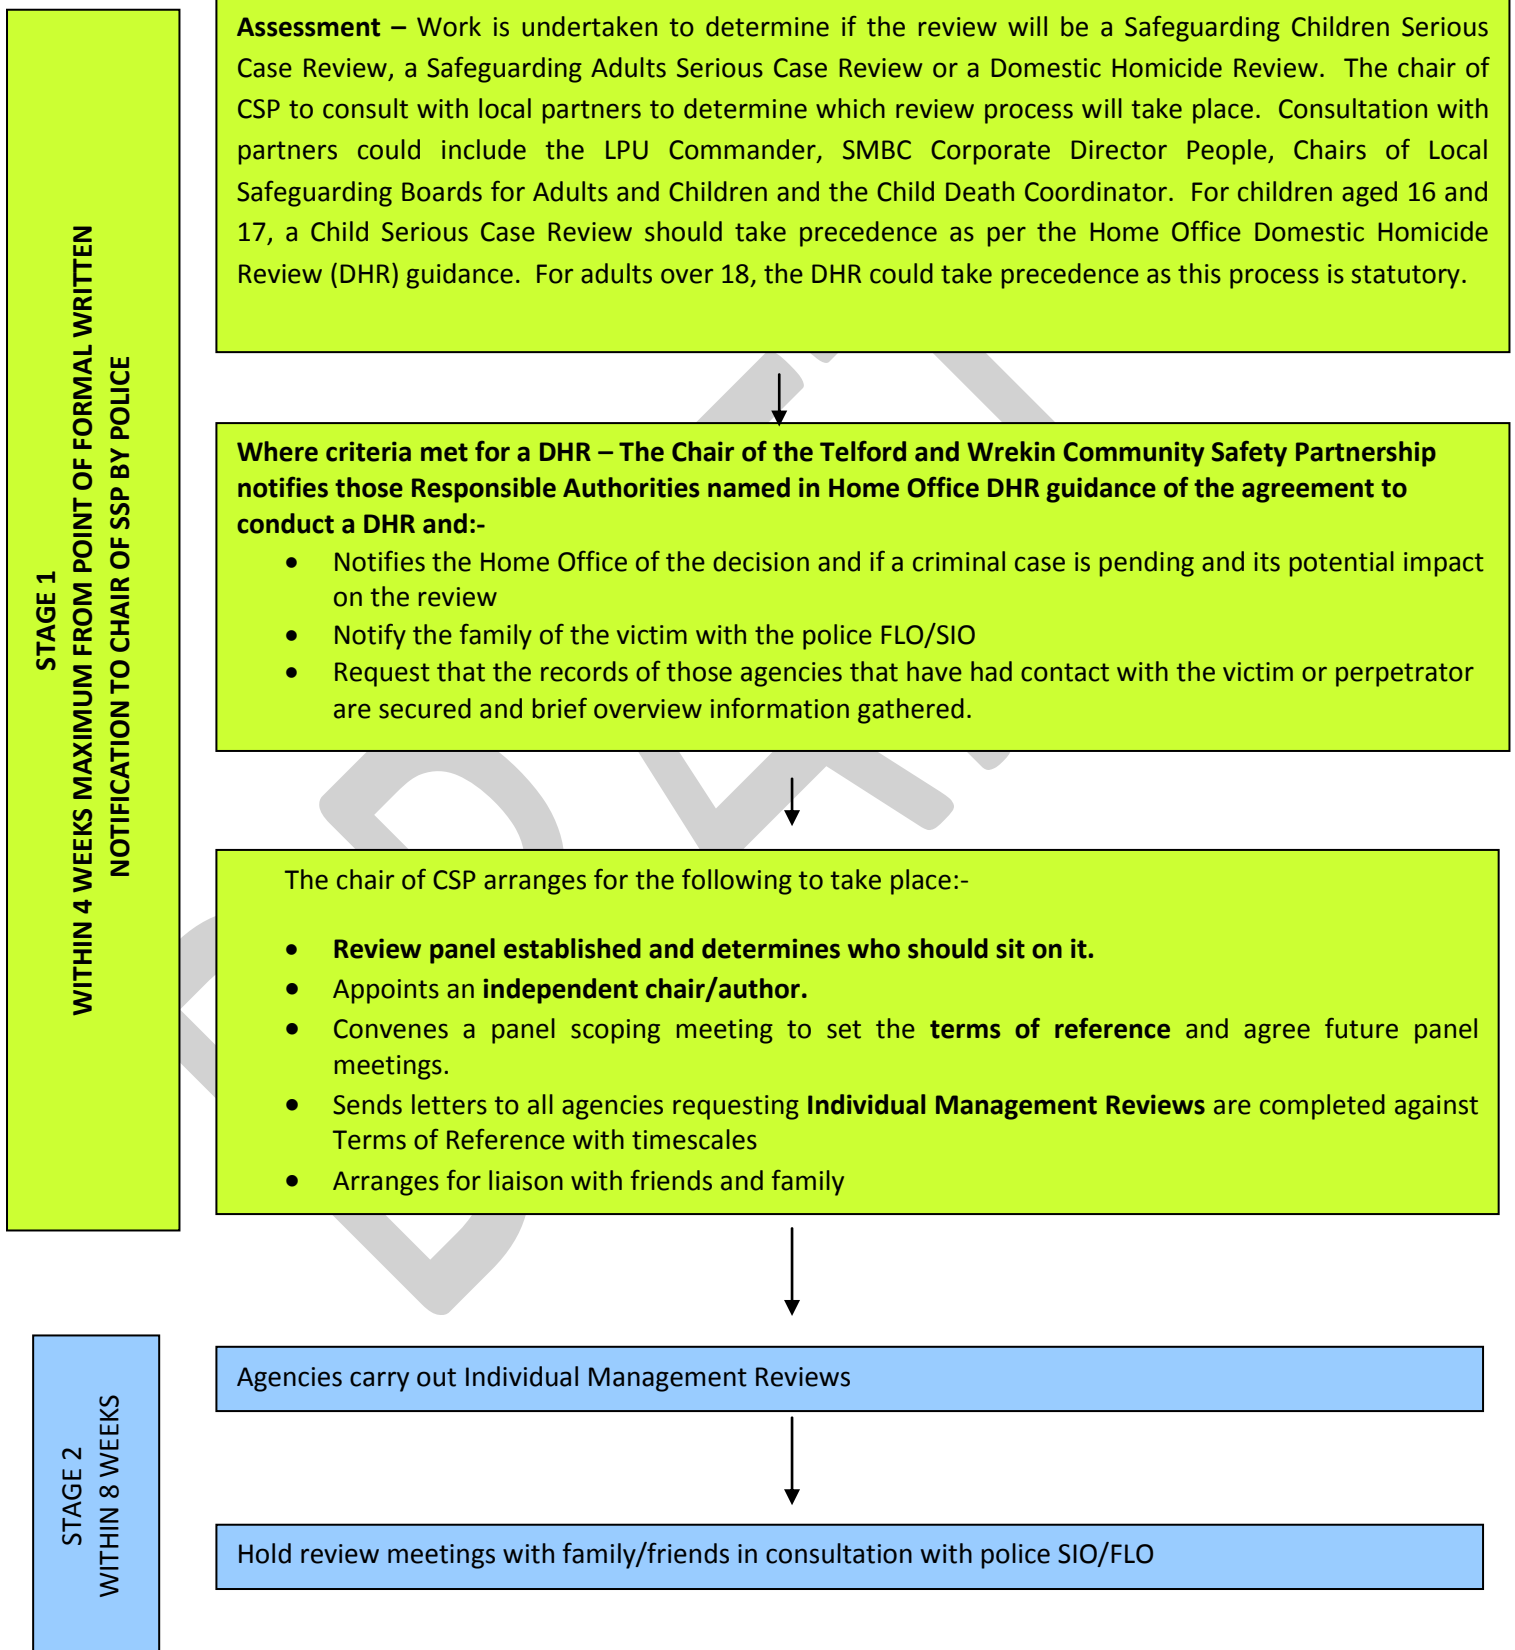 Assessment – Work is undertaken to determine if the review will be a Safeguarding Children Serious
Case Review, a Safeguarding Adults Serious Case Review or a Domestic Homicide Review. The chair of
CSP to consult with local partners to determine which review process will take place. Consultation with
partners could include the LPU Commander, SMBC Corporate Director People, Chairs of Local
Safeguarding Boards for Adults and Children and the Child Death Coordinator. For children aged 16 and
17, a Child Serious Case Review should take precedence as per the Home Office Domestic Homicide
Review (DHR) guidance. For adults over 18, the DHR could take precedence as this process is statutory.
STAGE 1
WITHIN 4 WEEKS MAXIMUM FROM POINT OF FORMAL WRITTEN
NOTIFICATION TO CHAIR OF SSP BY POLICE
Where criteria met for a DHR – The Chair of the Telford and Wrekin Community Safety Partnership
notifies those Responsible Authorities named in Home Office DHR guidance of the agreement to
conduct a DHR and:-
• Notifies the Home Office of the decision and if a criminal case is pending and its potential impact
on the review
• Notify the family of the victim with the police FLO/SIO
• Request that the records of those agencies that have had contact with the victim or perpetrator
are secured and brief overview information gathered.
The chair of CSP arranges for the following to take place:-
• Review panel established and determines who should sit on it.
• Appoints an independent chair/author.
• Convenes a panel scoping meeting to set the terms of reference and agree future panel
meetings.
• Sends letters to all agencies requesting Individual Management Reviews are completed against
Terms of Reference with timescales
• Arranges for liaison with friends and family
STAGE 2
WITHIN 8 WEEKS
Agencies carry out Individual Management Reviews
Hold review meetings with family/friends in consultation with police SIO/FLO
DRAFT